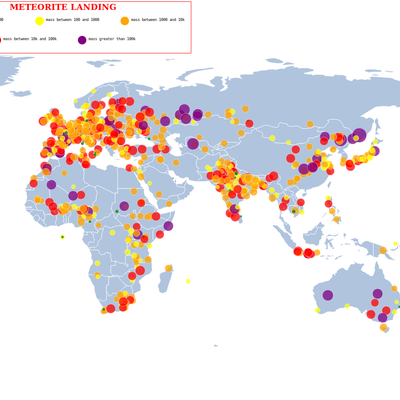 METEORITE LANDING
00 mass between 100 and 1000 mass between 1000 and 10k
mass between 10k and 100k mass greater than 100k